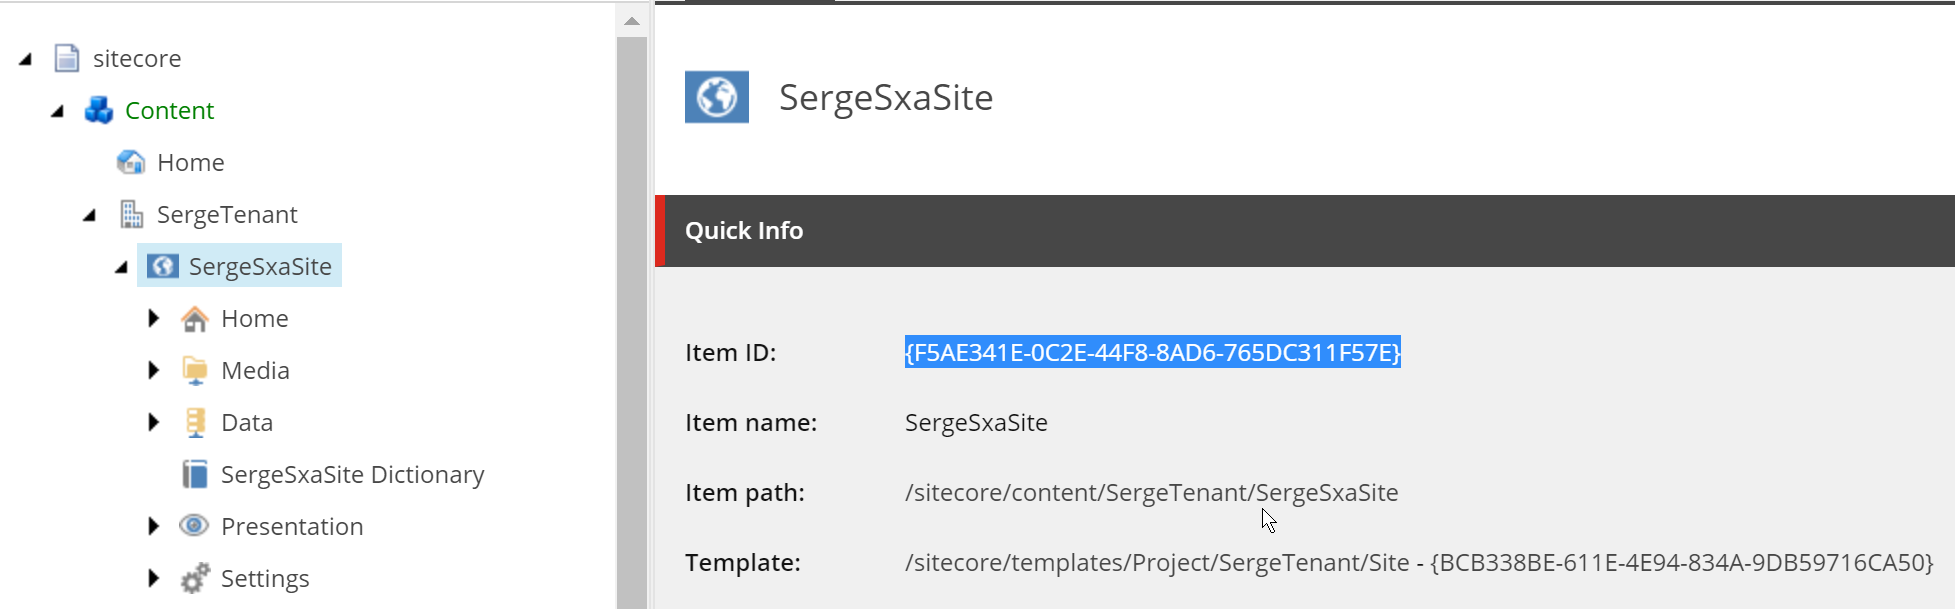 sitecore
Content
Home
SergeTenant
SergeSxaSite
Home
Media
Data
SergeSxaSite Dictionary
Presentation
Settings
SergeSxaSite
Quick Info
Item ID: {F5AE341E-0C2E-44F8-8AD6-765DC311F57E}
Item name: SergeSxaSite
Item path: /sitecore/content/SergeTenant/SergeSxaSite
Template: /sitecore/templates/Project/SergeTenant/Site - {BCB338BE-611E-4E94-834A-9DB59716CA50}